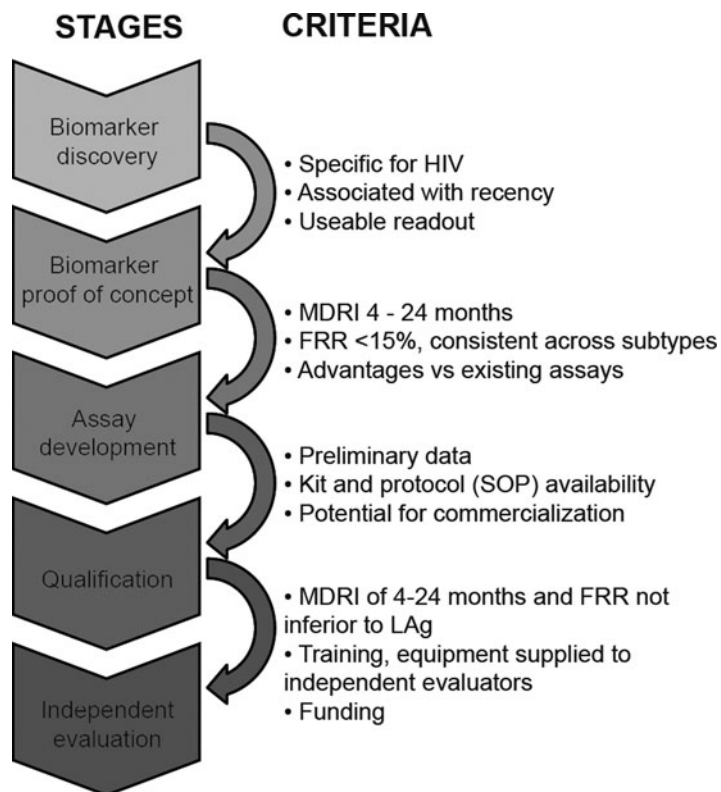 STAGES
CRITERIA
Biomarker
discovery
• Specific for HIV
• Associated with recency
• Useable readout
Biomarker
proof of concept
• MDRI 4 - 24 months
• FRR <15%, consistent across subtypes
• Advantages vs existing assays
Assay
development
• Preliminary data
• Kit and protocol (SOP) availability
• Potential for commercialization
Qualification
• MDRI of 4-24 months and FRR not
inferior to LAg
• Training, equipment supplied to
independent evaluators
• Funding
Independent
evaluation